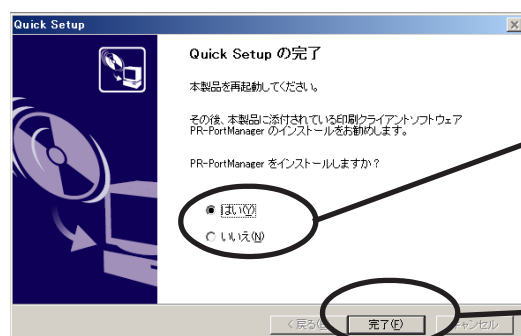 Quick Setup
Quick Setup の完了
本製品を再起動してください。
その後、本製品に添付されている印刷クライアントソフトウェア
PR-PortManager のインストールをお勧めします。
PR-PortManager をインストールしますか？
はい(Y)
いいえ(N)
< 戻る 完了(F) キャンセル